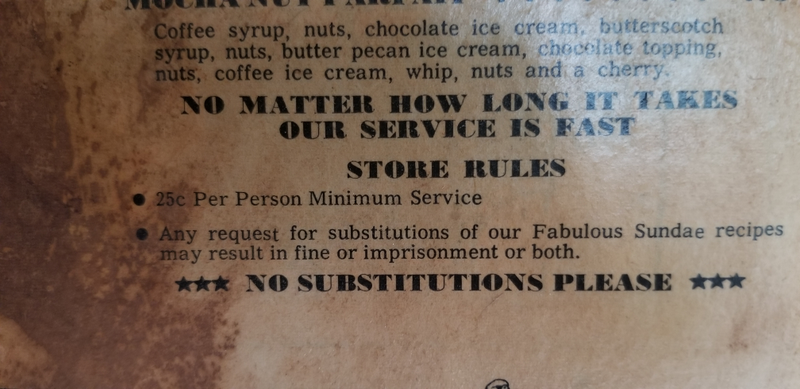 MOCHA NUT PARFAIT
Coffee syrup, nuts, chocolate ice cream, butterscotch
syrup, nuts, butter pecan ice cream, chocolate topping,
nuts, coffee ice cream, whip, nuts and a cherry.
NO MATTER HOW LONG IT TAKES
OUR SERVICE IS FAST
STORE RULES
● 25c Per Person Minimum Service
● Any request for substitutions of our Fabulous Sundae recipes
may result in fine or imprisonment or both.
★★★ NO SUBSTITUTIONS PLEASE ★★★